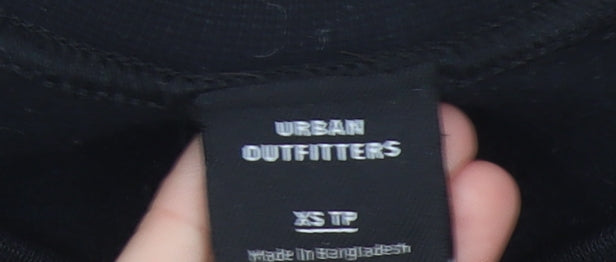 URBAN
OUTFITTERS
XS TP
Made in Bangladesh